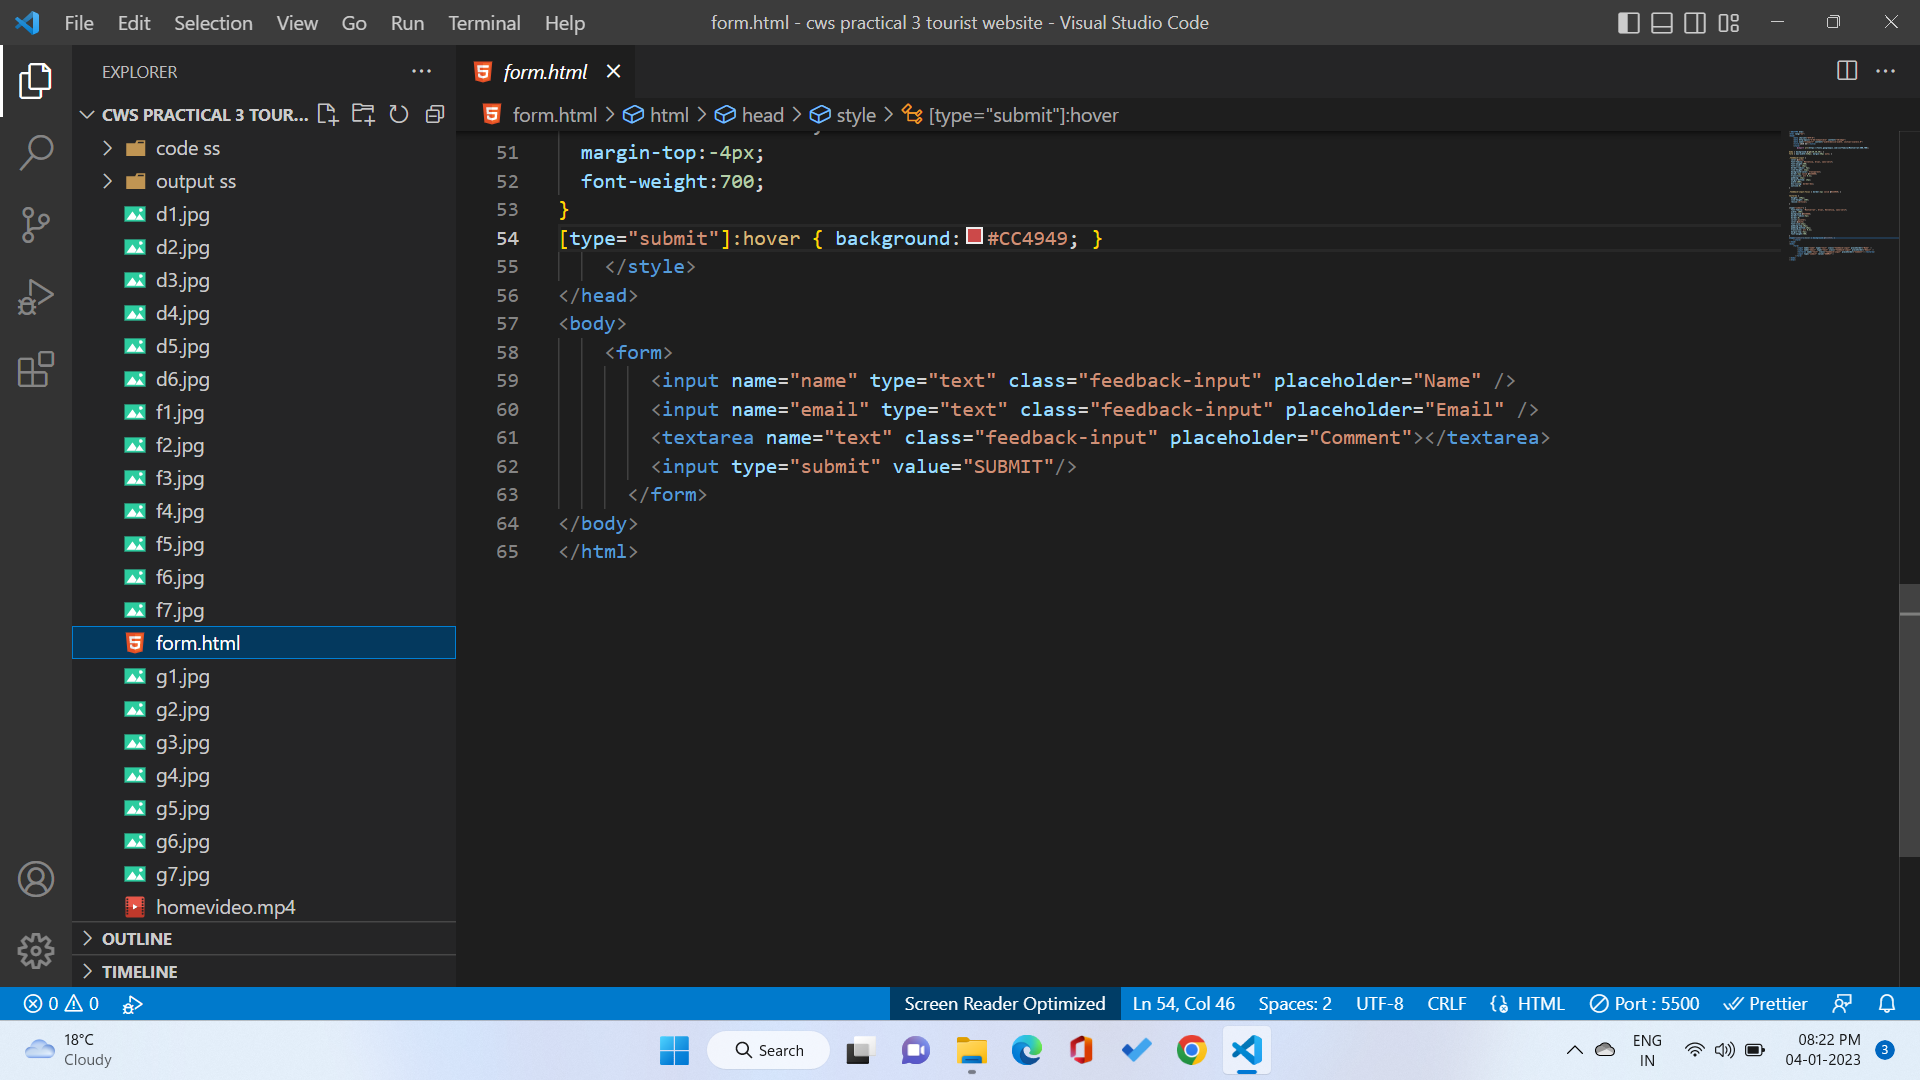 File Edit Selection View Go Run Terminal Help
form.html - cws practical 3 tourist website - Visual Studio Code
EXPLORER
CWS PRACTICAL 3 TOUR...
code ss
output ss
d1.jpg
d2.jpg
d3.jpg
d4.jpg
d5.jpg
d6.jpg
f1.jpg
f2.jpg
f3.jpg
f4.jpg
f5.jpg
f6.jpg
f7.jpg
form.html
g1.jpg
g2.jpg
g3.jpg
g4.jpg
g5.jpg
g6.jpg
g7.jpg
homevideo.mp4
OUTLINE
TIMELINE
form.html
form.html > html > head > style > [type="submit"]:hover
51 margin-top:-4px;
52 font-weight:700;
53 }
54 [type="submit"]:hover { background:#CC4949; }
55 </style>
56 </head>
57 <body>
58 <form>
59 <input name="name" type="text" class="feedback-input" placeholder="Name" />
60 <input name="email" type="text" class="feedback-input" placeholder="Email" />
61 <textarea name="text" class="feedback-input" placeholder="Comment"></textarea>
62 <input type="submit" value="SUBMIT"/>
63 </form>
64 </body>
65 </html>
0 0
Screen Reader Optimized Ln 54, Col 46 Spaces: 2 UTF-8 CRLF HTML Port : 5500 Prettier
18°C
Cloudy
Search
ENG
IN
08:22 PM
04-01-2023
3